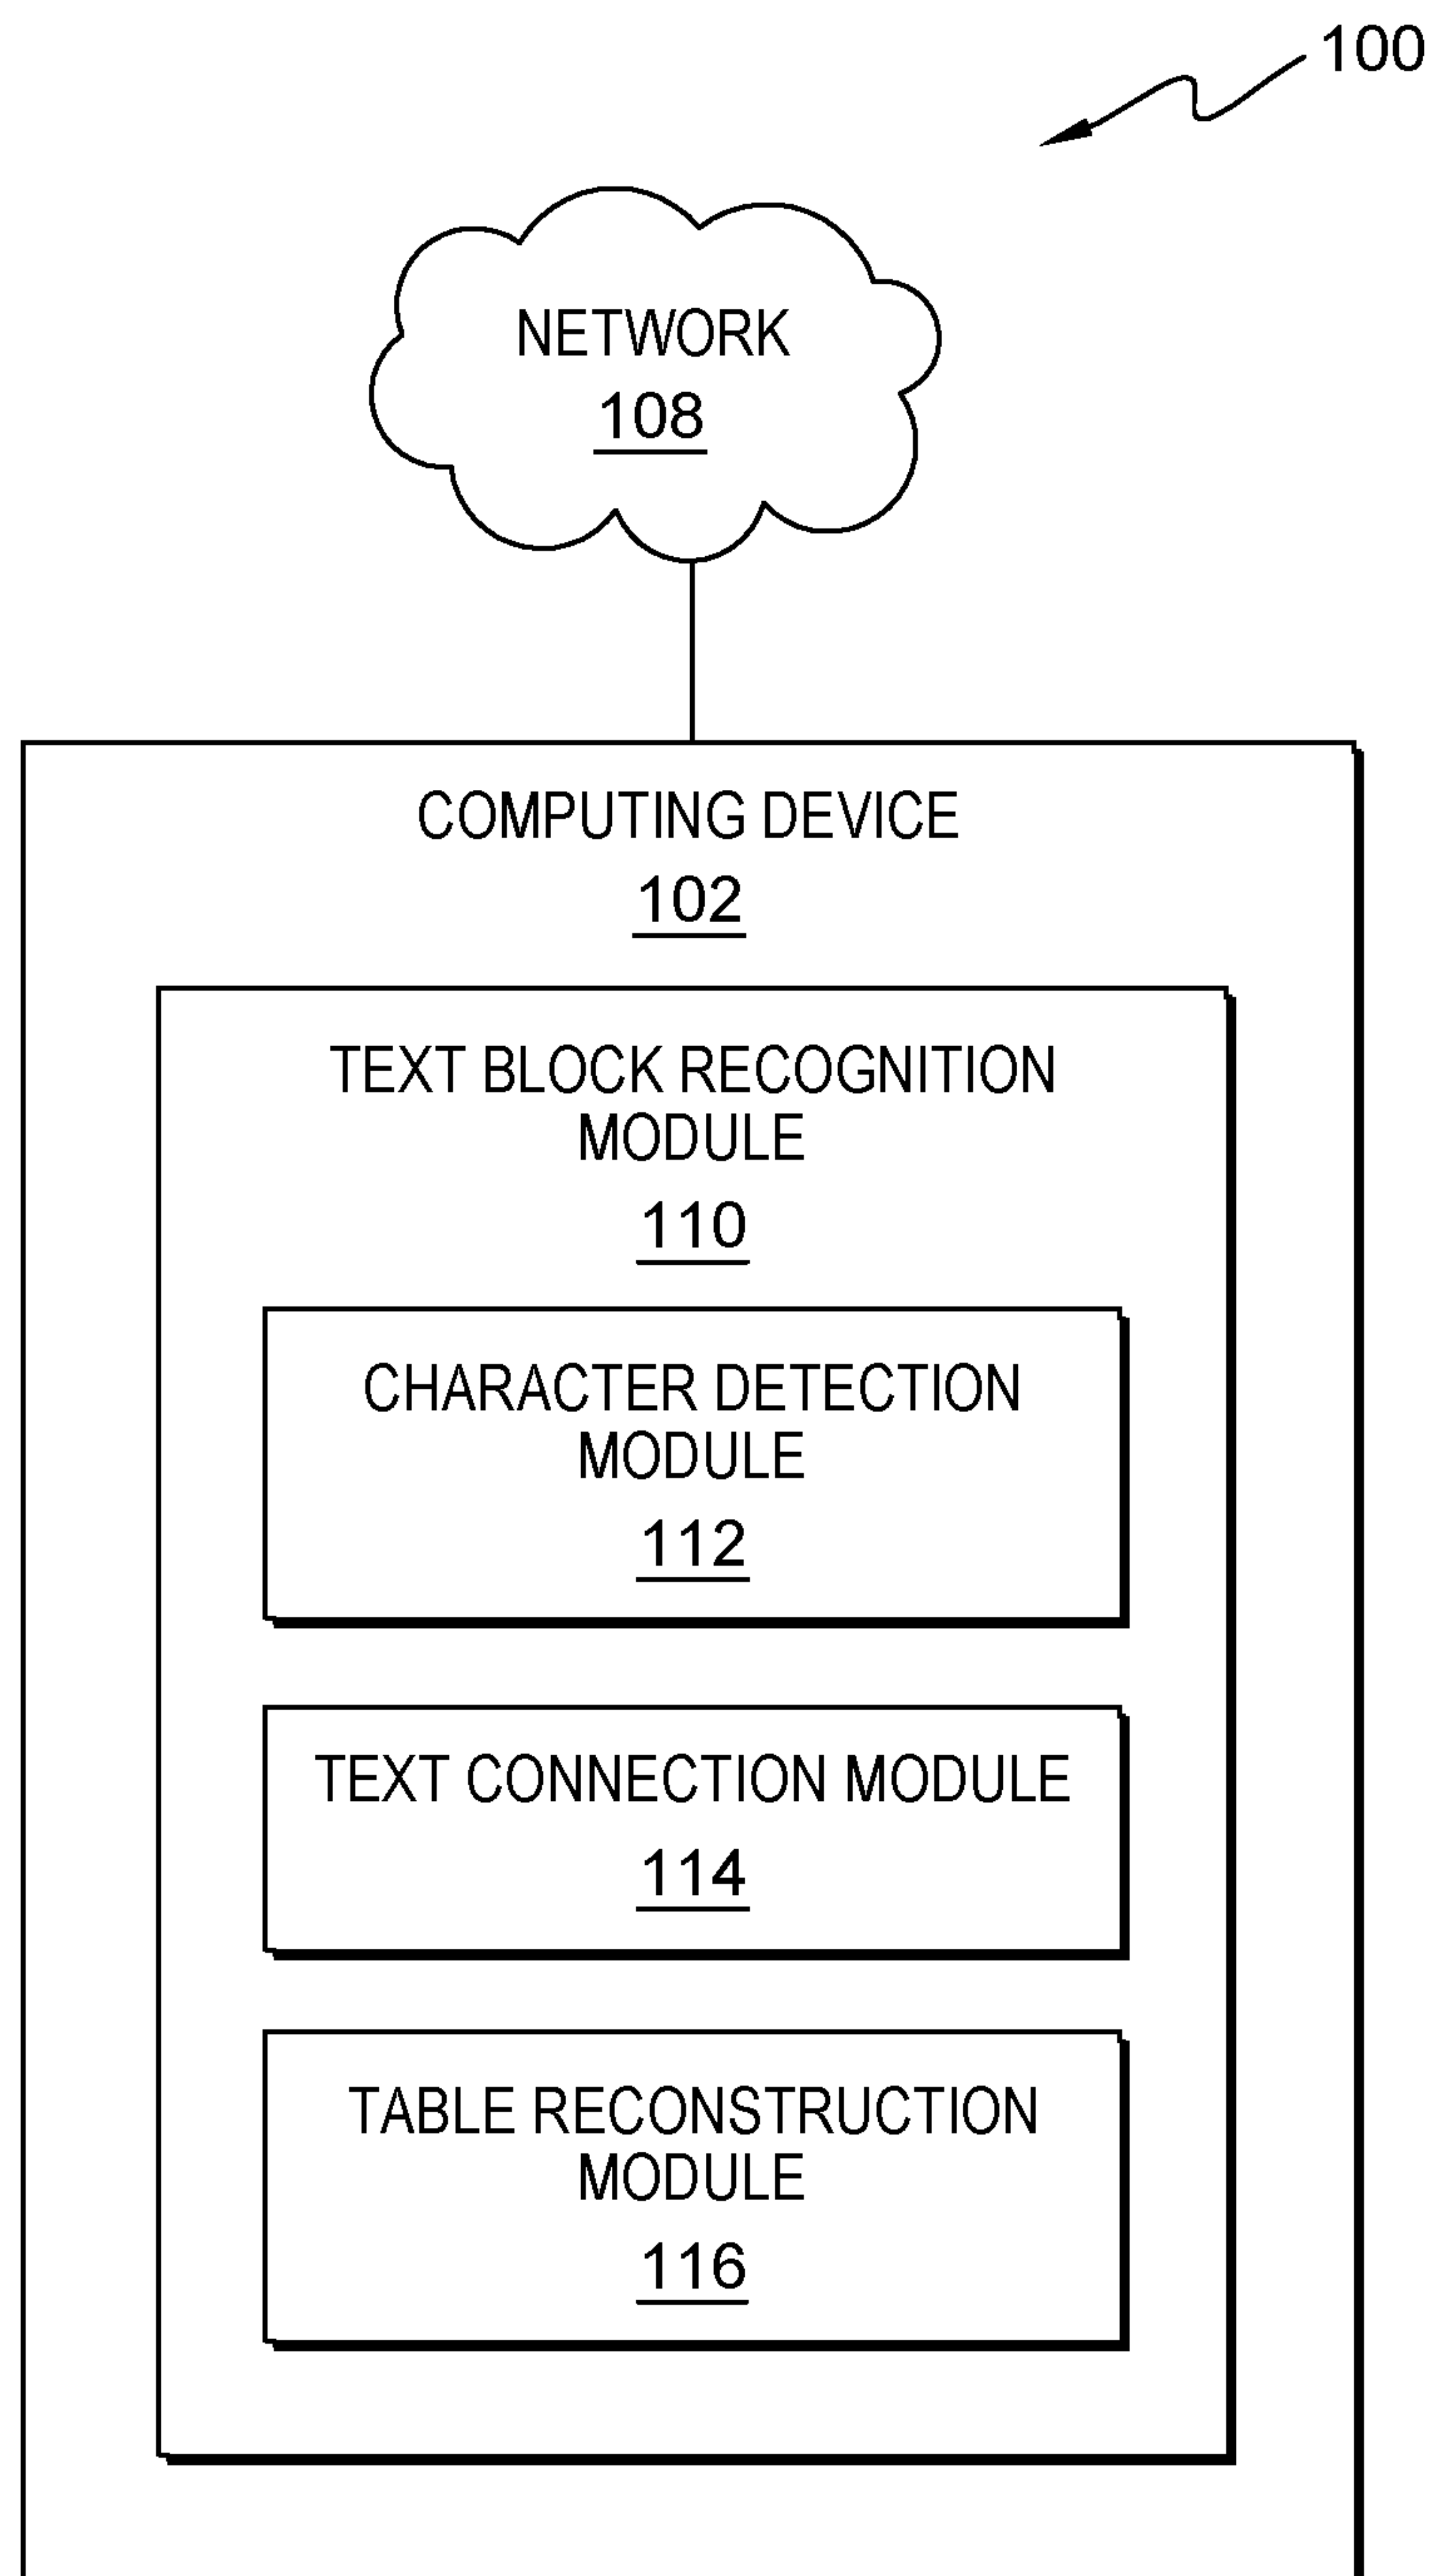 100
NETWORK
108
COMPUTING DEVICE
102
TEXT BLOCK RECOGNITION
MODULE
110
CHARACTER DETECTION
MODULE
112
TEXT CONNECTION MODULE
114
TABLE RECONSTRUCTION
MODULE
116